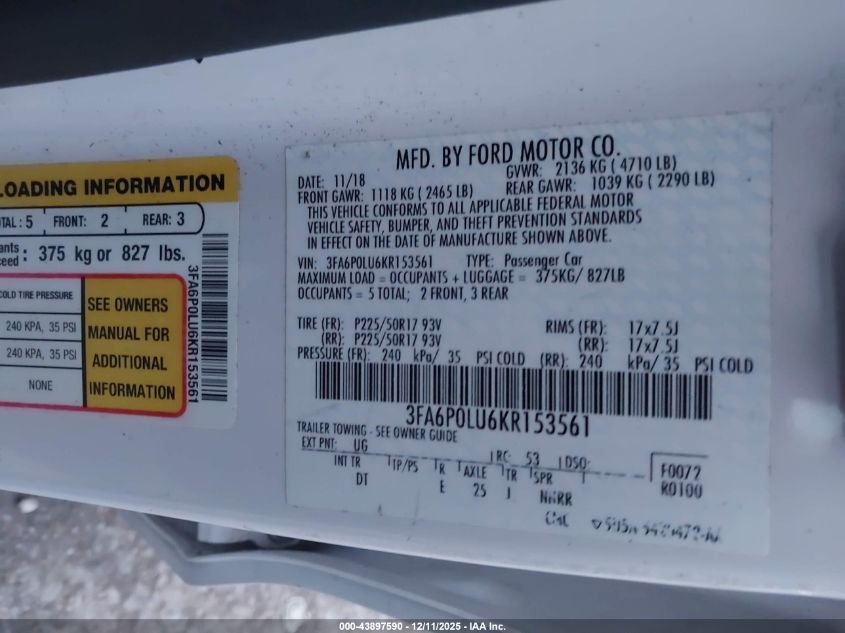 LOADING INFORMATION
TOTAL: 5 FRONT: 2 REAR: 3
375 kg or 827 lbs.
COLD TIRE PRESSURE
240 KPA, 35 PSI
240 KPA, 35 PSI
NONE
SEE OWNERS
MANUAL FOR
ADDITIONAL
INFORMATION
3FA6P0LU6KR153561
MFD. BY FORD MOTOR CO.
DATE: 11/18 GVWR: 2136 KG ( 4710 LB)
FRONT GAWR: 1118 KG ( 2465 LB) REAR GAWR: 1039 KG ( 2290 LB)
THIS VEHICLE CONFORMS TO ALL APPLICABLE FEDERAL MOTOR
VEHICLE SAFETY, BUMPER, AND THEFT PREVENTION STANDARDS
IN EFFECT ON THE DATE OF MANUFACTURE SHOWN ABOVE.
VIN: 3FA6P0LU6KR153561 TYPE: Passenger Car
MAXIMUM LOAD = OCCUPANTS + LUGGAGE = 375KG/ 827LB
OCCUPANTS = 5 TOTAL; 2 FRONT, 3 REAR
TIRE (FR): P225/50R17 93V RIMS (FR): 17x7.5J
(RR): P225/50R17 93V (RR): 17x7.5J
PRESSURE (FR): 240 kPa/ 35 PSI COLD (RR): 240 kPa/ 35 PSI COLD
3FA6P0LU6KR153561
TRAILER TOWING - SEE OWNER GUIDE
EXT PNT: UG RC: 53 DSO: F0072
INT TR TP/PS R AXLE TR SPR R0100
DT E 25 J
000-43897590 - 12/11/2025 - IAA Inc.